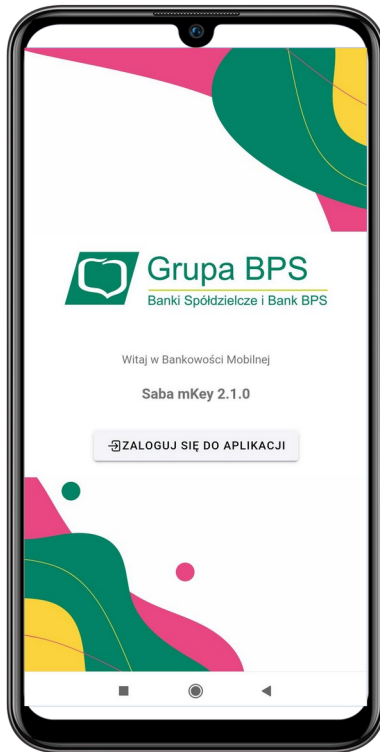 Grupa BPS
Banki Spółdzielcze i Bank BPS
Witaj w Bankowości Mobilnej
Saba mKey 2.1.0
ZALOGUJ SIĘ DO APLIKACJI